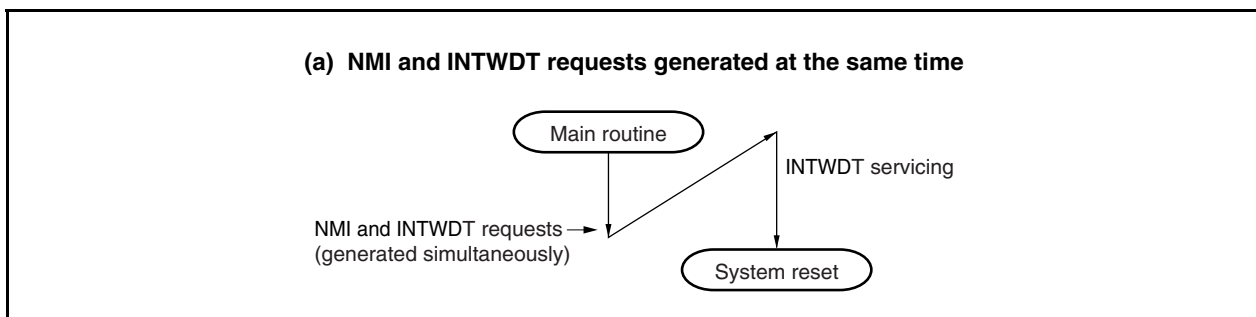 (a) NMI and INTWDT requests generated at the same time
Main routine
INTWDT servicing
NMI and INTWDT requests
(generated simultaneously)
System reset